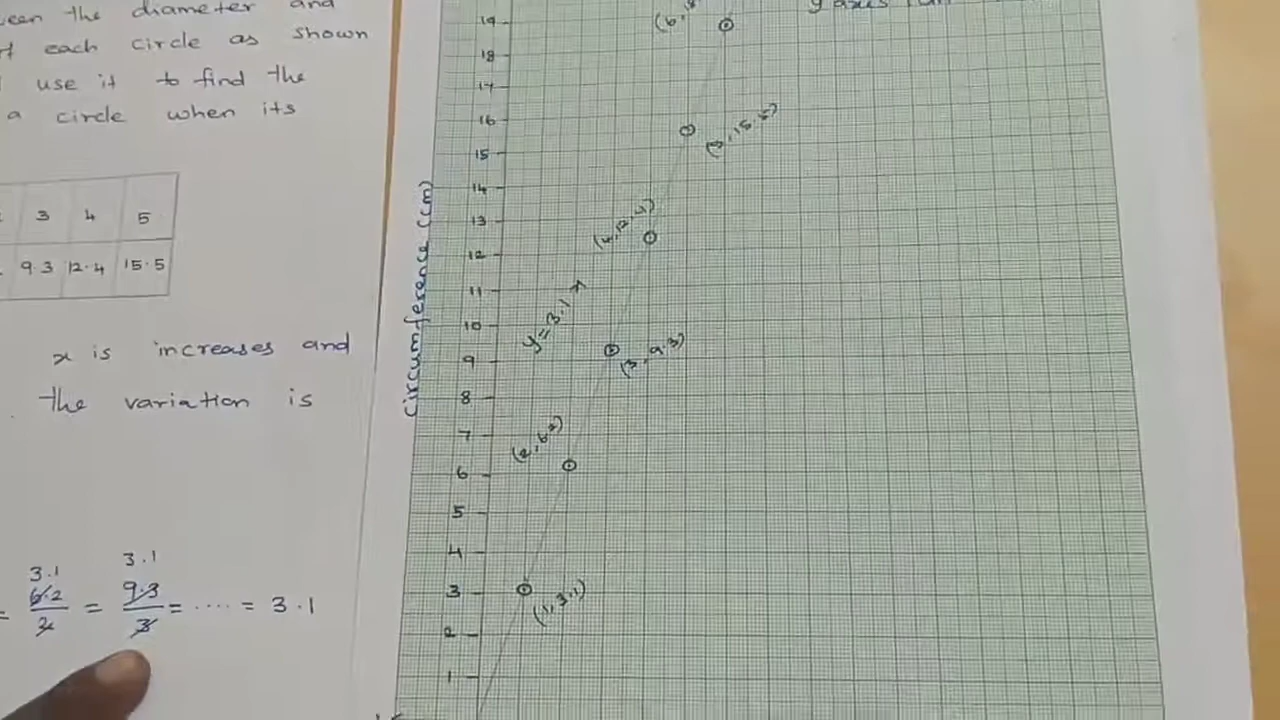 een the diameter and
each circle as shown
use it to find the
a circle when its
3 4 5
9.3 12.4 15.5
x is increases and
the variation is
3.1 3.1
= 6.2/2 = 9.3/3 = .... = 3.1
19
18
17
16
15
14
13
12
11
10
9
8
7
6
5
4
3
2
1
Circumference (cm)
y axis
(5, 15.5)
(4, 12.4)
y = 3.1 x
(3, 9.3)
(2, 6.2)
(1, 3.1)